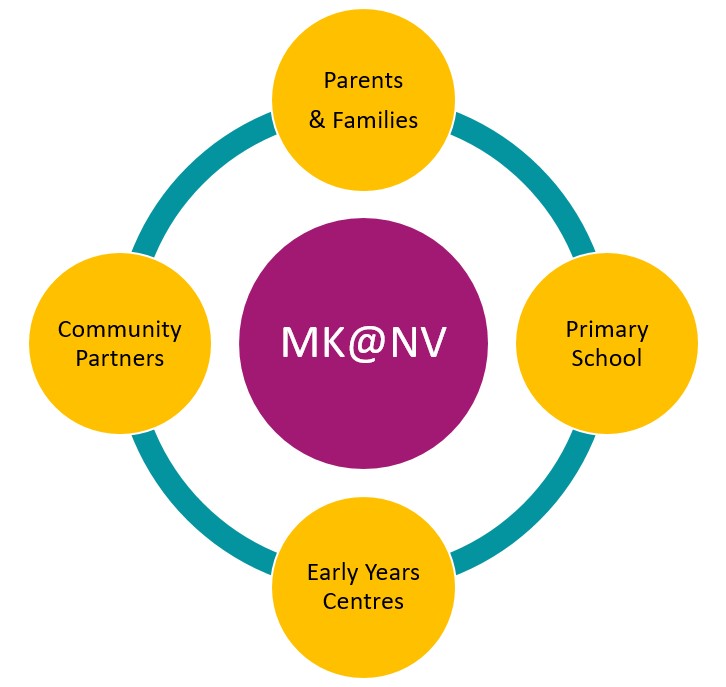 Parents
& Families
Community
Partners
MK@NV
Primary
School
Early Years
Centres